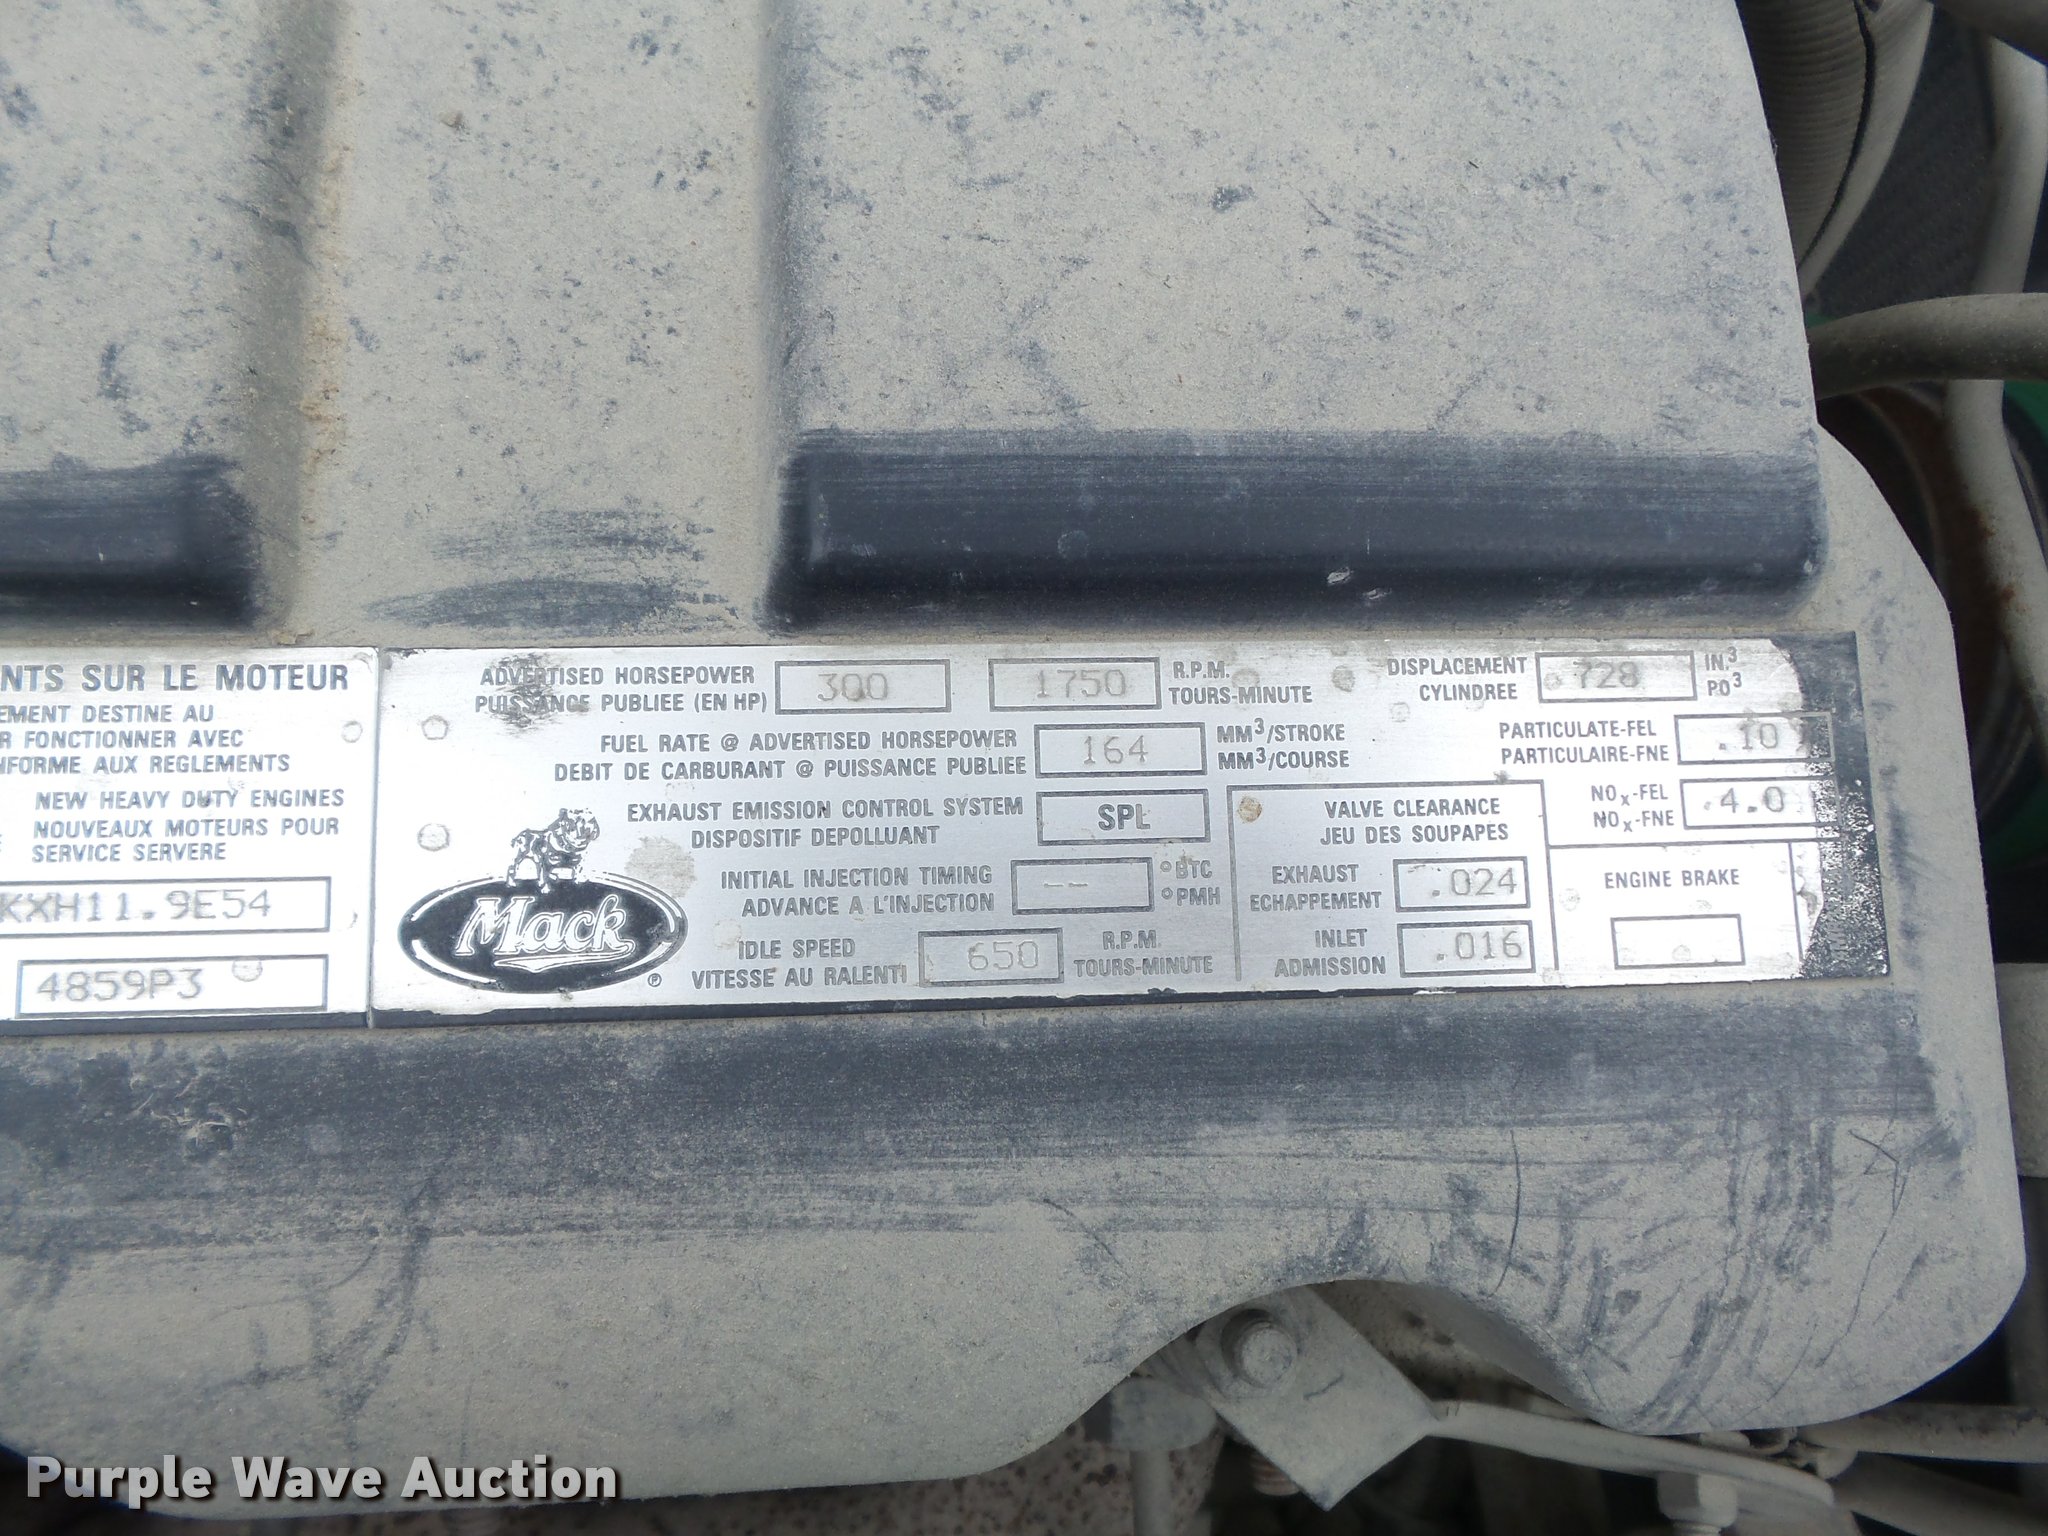 NTS SUR LE MOTEUR
EMENT DESTINE AU
R FONCTIONNER AVEC
NFORME AUX REGLEMENTS
NEW HEAVY DUTY ENGINES
NOUVEAUX MOTEURS POUR
SERVICE SERVERE
KXH11.9E54
4859P3
ADVERTISED HORSEPOWER 300 1750 R.P.M.
PUISSANCE PUBLIEE (EN HP) TOURS-MINUTE
DISPLACEMENT 728 IN.³
CYLINDREE PO³
FUEL RATE @ ADVERTISED HORSEPOWER 164 MM³/STROKE
DEBIT DE CARBURANT @ PUISSANCE PUBLIEE MM³/COURSE
PARTICULATE-FEL .10
PARTICULAIRE-FNE
EXHAUST EMISSION CONTROL SYSTEM SPL
DISPOSITIF DEPOLLUANT
NOx-FEL 4.0
NOx-FNE
INITIAL INJECTION TIMING -- °BTC
ADVANCE A L'INJECTION °PMH
IDLE SPEED 650 R.P.M.
VITESSE AU RALENTI TOURS-MINUTE
VALVE CLEARANCE
JEU DES SOUPAPES
EXHAUST .024
ECHAPPEMENT
INLET .016
ADMISSION
ENGINE BRAKE
Mack
®
Purple Wave Auction